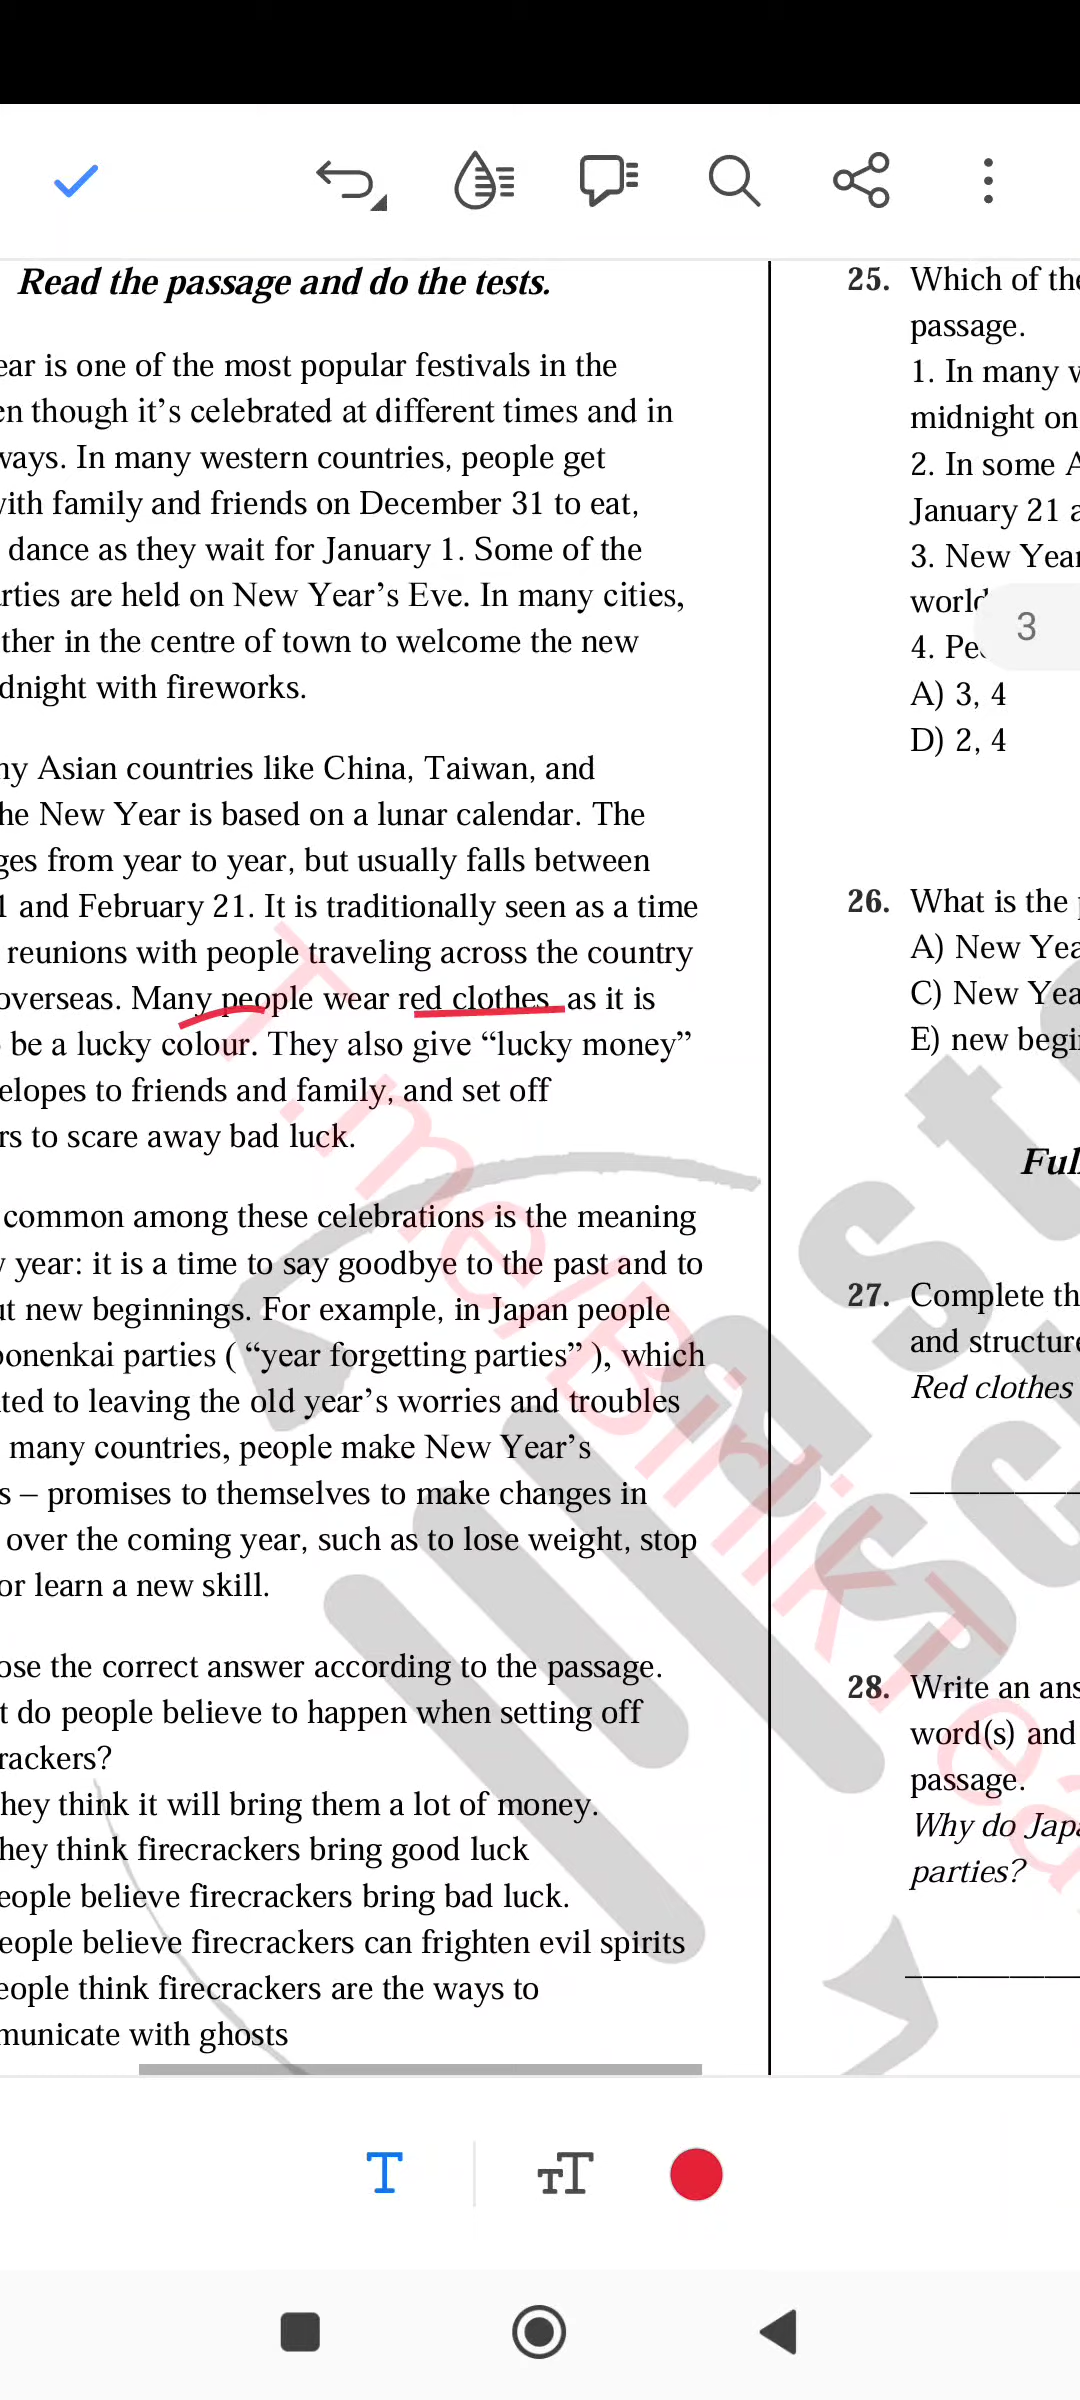 Read the passage and do the tests.
ear is one of the most popular festivals in the
en though it's celebrated at different times and in
ways. In many western countries, people get
with family and friends on December 31 to eat,
dance as they wait for January 1. Some of the
rties are held on New Year's Eve. In many cities,
ther in the centre of town to welcome the new
dnight with fireworks.
ny Asian countries like China, Taiwan, and
he New Year is based on a lunar calendar. The
ges from year to year, but usually falls between
1 and February 21. It is traditionally seen as a time
reunions with people traveling across the country
overseas. Many people wear red clothes as it is
be a lucky colour. They also give “lucky money”
elopes to friends and family, and set off
rs to scare away bad luck.
common among these celebrations is the meaning
year: it is a time to say goodbye to the past and to
ut new beginnings. For example, in Japan people
onenkai parties ( “year forgetting parties” ), which
ted to leaving the old year's worries and troubles
many countries, people make New Year's
s – promises to themselves to make changes in
over the coming year, such as to lose weight, stop
or learn a new skill.
ose the correct answer according to the passage.
t do people believe to happen when setting off
rackers?
hey think it will bring them a lot of money.
hey think firecrackers bring good luck
eople believe firecrackers bring bad luck.
eople believe firecrackers can frighten evil spirits
eople think firecrackers are the ways to
municate with ghosts
25. Which of the
passage.
1. In many w
midnight on
2. In some A
January 21 a
3. New Year
world
4. Pe
A) 3, 4
D) 2, 4
3
26. What is the
A) New Yea
C) New Yea
E) new begi
Full
27. Complete th
and structure
Red clothes
28. Write an ans
word(s) and
passage.
Why do Japa
parties?
T.me/BirlikTea
T
TT